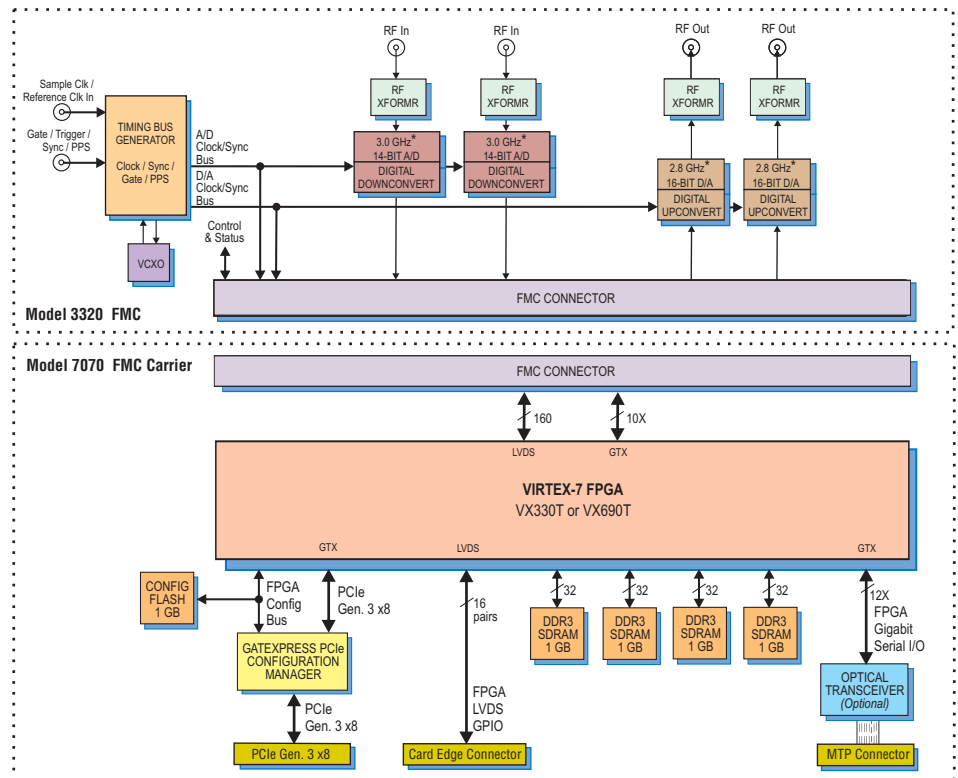 RF In
RF In
RF Out
RF Out
Sample Clk /
Reference Clk In
Gate / Trigger /
Sync / PPS
TIMING BUS
GENERATOR
Clock / Sync /
Gate / PPS
VCXO
A/D
Clock/Sync
Bus
D/A
Clock/Sync
Bus
Control
& Status
RF
XFORMR
RF
XFORMR
RF
XFORMR
RF
XFORMR
3.0 GHz*
14-BIT A/D
DIGITAL
DOWNCONVERT
3.0 GHz*
14-BIT A/D
DIGITAL
DOWNCONVERT
2.8 GHz*
16-BIT D/A
DIGITAL
UPCONVERT
2.8 GHz*
16-BIT D/A
DIGITAL
UPCONVERT
FMC CONNECTOR
Model 3320 FMC
Model 7070 FMC Carrier
FMC CONNECTOR
160
10X
LVDS
GTX
VIRTEX-7 FPGA
VX330T or VX690T
GTX
LVDS
GTX
CONFIG
FLASH
1 GB
FPGA
Config
Bus
PCIe
Gen. 3 x8
GATEXPRESS PCIe
CONFIGURATION
MANAGER
PCIe
Gen. 3 x8
PCIe Gen. 3 x8
16
pairs
FPGA
LVDS
GPIO
Card Edge Connector
32
32
32
32
DDR3
SDRAM
1 GB
DDR3
SDRAM
1 GB
DDR3
SDRAM
1 GB
DDR3
SDRAM
1 GB
12X
FPGA
Gigabit
Serial I/O
OPTICAL
TRANSCEIVER
(Optional)
MTP Connector